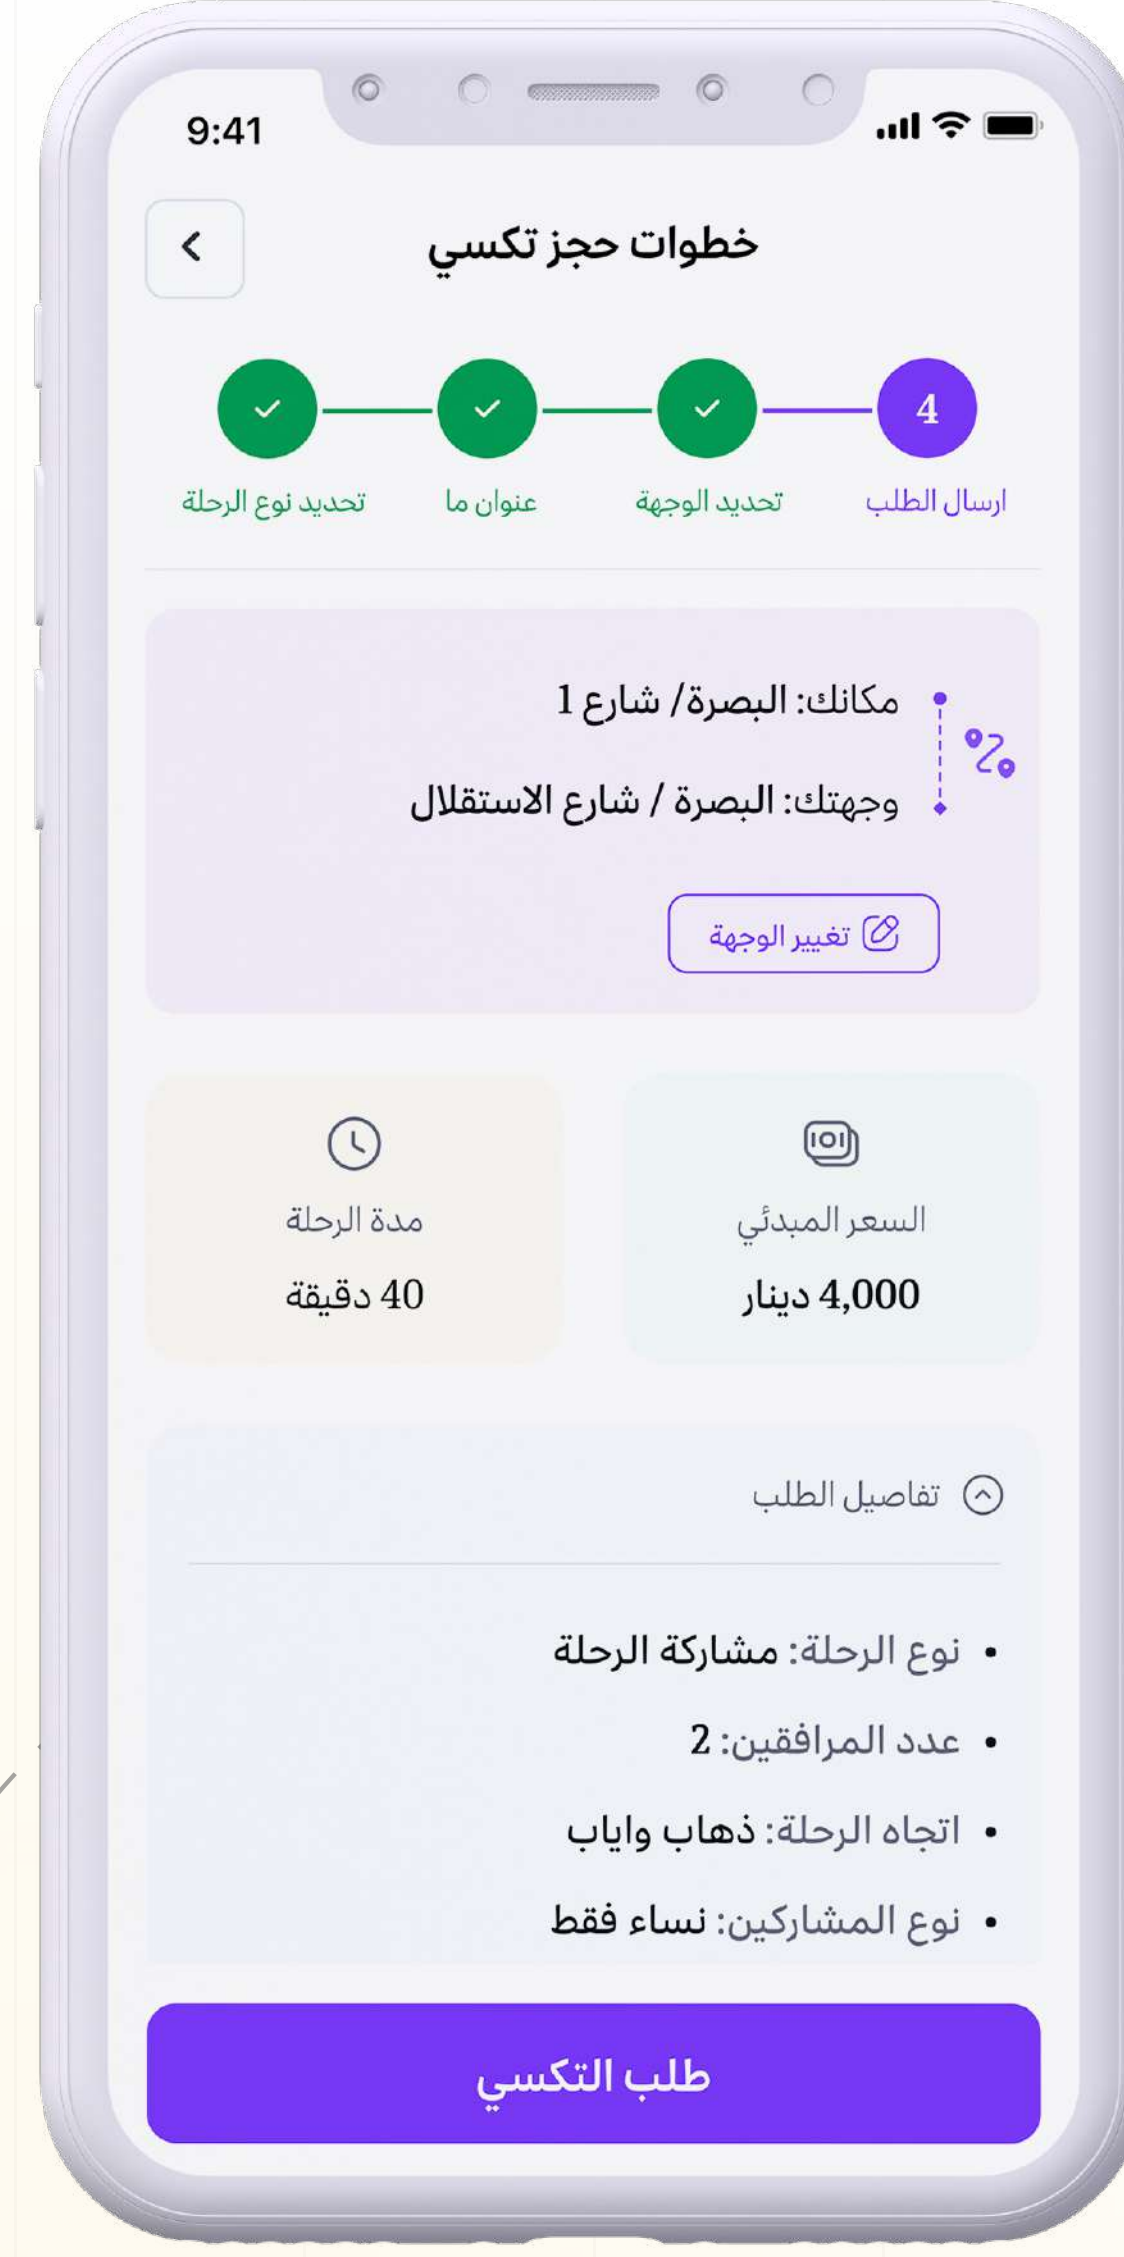 9:41
خطوات حجز تكسي
4
ارسال الطلب
تحديد الوجهة
عنوان ما
تحديد نوع الرحلة
مكانك: البصرة/ شارع 1
وجهتك: البصرة / شارع الاستقلال
تغيير الوجهة
السعر المبدئي
4,000 دينار
مدة الرحلة
40 دقيقة
تفاصيل الطلب
• نوع الرحلة: مشاركة الرحلة
• عدد المرافقين: 2
• اتجاه الرحلة: ذهاب واياب
• نوع المشاركين: نساء فقط
طلب التكسي